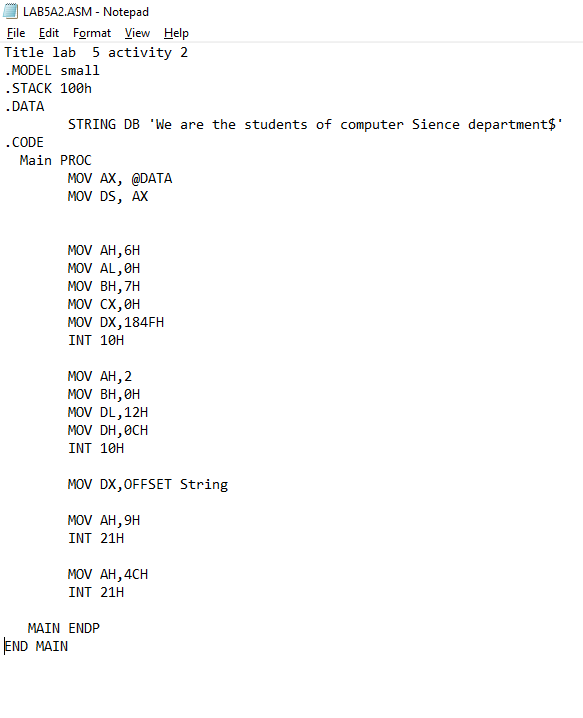 LAB5A2.ASM - Notepad
File Edit Format View Help
Title lab  5 activity 2
.MODEL small
.STACK 100h
.DATA
        STRING DB 'We are the students of computer Sience department$'
.CODE
  Main PROC
        MOV AX, @DATA
        MOV DS, AX
        MOV AH,6H
        MOV AL,0H
        MOV BH,7H
        MOV CX,0H
        MOV DX,184FH
        INT 10H
        MOV AH,2
        MOV BH,0H
        MOV DL,12H
        MOV DH,0CH
        INT 10H
        MOV DX,OFFSET String
        MOV AH,9H
        INT 21H
        MOV AH,4CH
        INT 21H
   MAIN ENDP
END MAIN